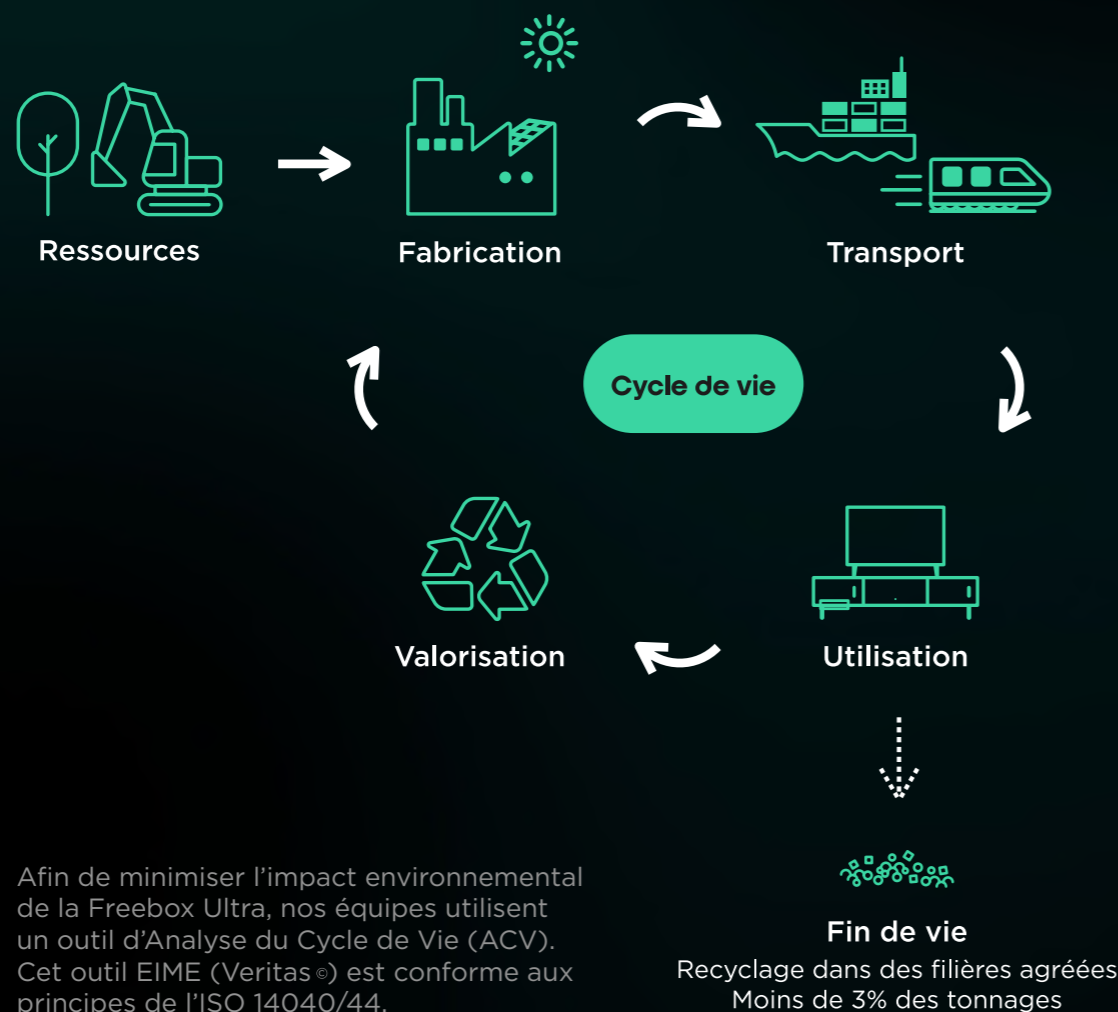 Ressources
Fabrication
Transport
Cycle de vie
Valorisation
Utilisation
Afin de minimiser l’impact environnemental
de la Freebox Ultra, nos équipes utilisent
un outil d’Analyse du Cycle de Vie (ACV).
Cet outil EIME (Veritas©) est conforme aux
principes de l’ISO 14040/44.
Fin de vie
Recyclage dans des filières agréées
Moins de 3% des tonnages